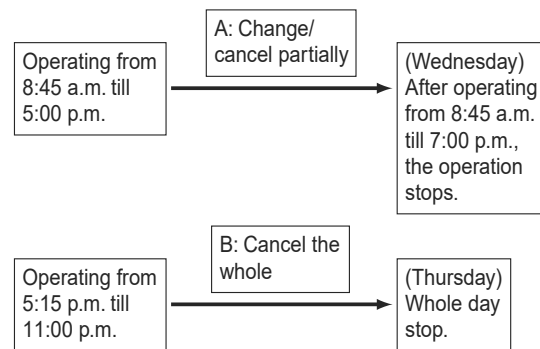 A: Change/
cancel partially
Operating from
8:45 a.m. till
5:00 p.m.
(Wednesday)
After operating
from 8:45 a.m.
till 7:00 p.m.,
the operation
stops.
B: Cancel the
whole
Operating from
5:15 p.m. till
11:00 p.m.
(Thursday)
Whole day
stop.